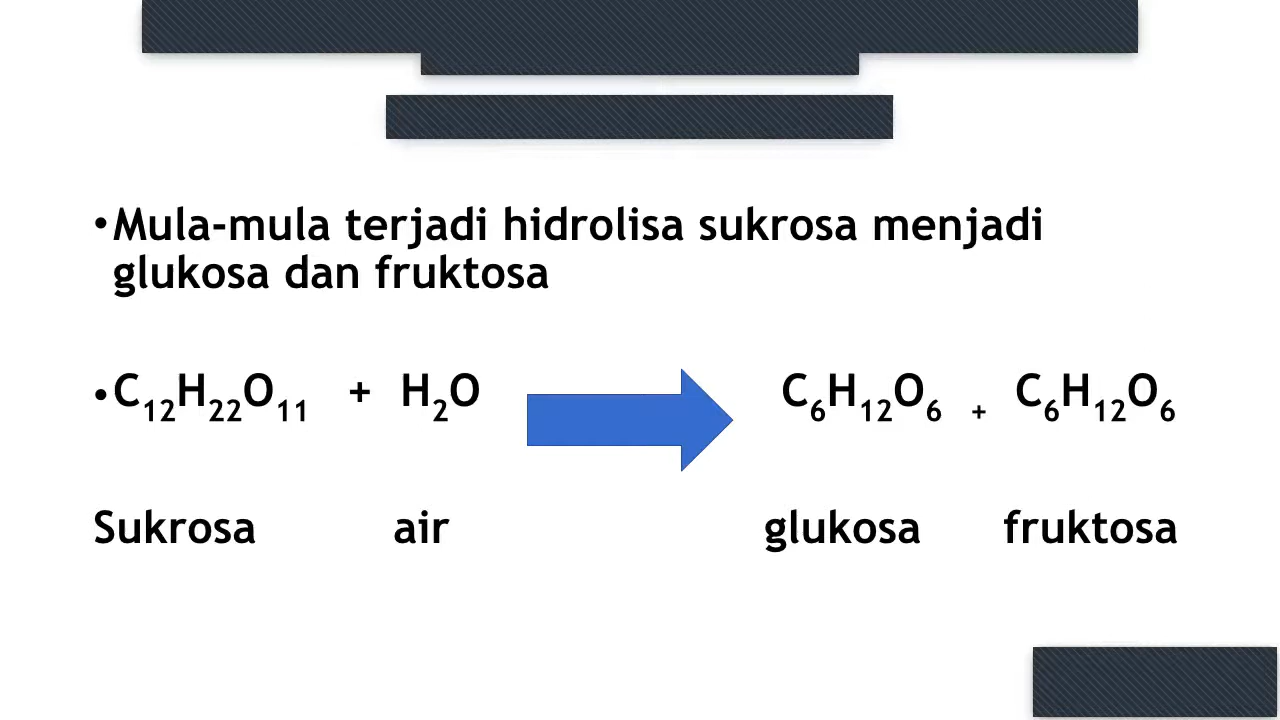 •Mula-mula terjadi hidrolisa sukrosa menjadi
glukosa dan fruktosa
•C₁₂H₂₂O₁₁ + H₂O C₆H₁₂O₆ + C₆H₁₂O₆
Sukrosa air glukosa fruktosa